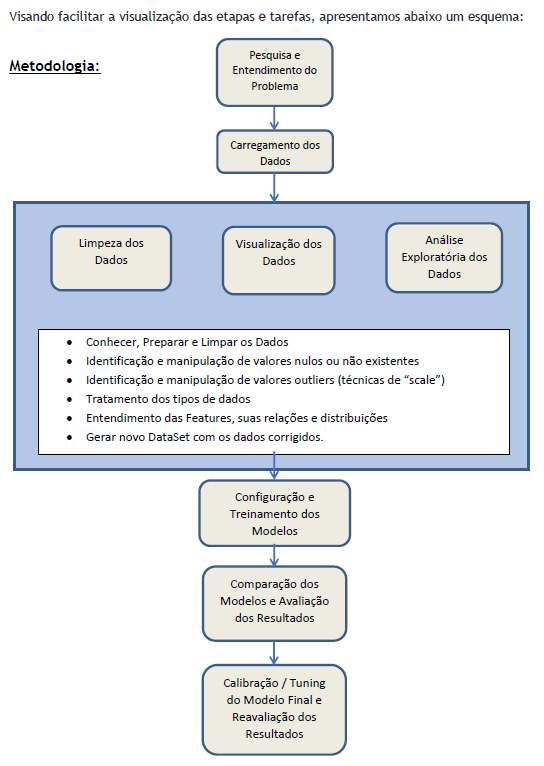 Visando facilitar a visualização das etapas e tarefas, apresentamos abaixo um esquema:
Metodologia:
Pesquisa e
Entendimento do
Problema
Carregamento dos
Dados
Limpeza dos
Dados
Visualização dos
Dados
Análise
Exploratória dos
Dados
• Conhecer, Preparar e Limpar os Dados
• Identificação e manipulação de valores nulos ou não existentes
• Identificação e manipulação de valores outliers (técnicas de “scale”)
• Tratamento dos tipos de dados
• Entendimento das Features, suas relações e distribuições
• Gerar novo DataSet com os dados corrigidos.
Configuração e
Treinamento dos
Modelos
Comparação dos
Modelos e Avaliação
dos Resultados
Calibração / Tuning
do Modelo Final e
Reavaliação dos
Resultados